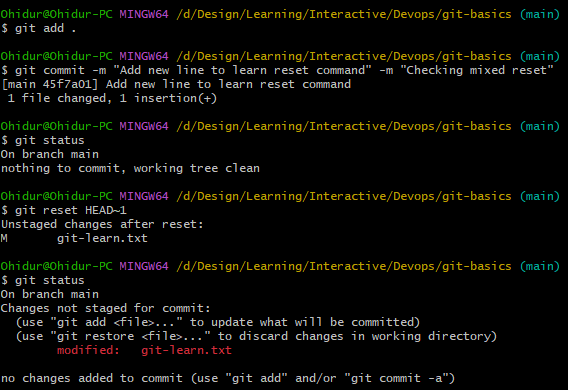 Ohidur@Ohidur-PC MINGW64 /d/Design/Learning/Interactive/Devops/git-basics (main)
$ git add .
Ohidur@Ohidur-PC MINGW64 /d/Design/Learning/Interactive/Devops/git-basics (main)
$ git commit -m "Add new line to learn reset command" -m "Checking mixed reset"
[main 45f7a01] Add new line to learn reset command
 1 file changed, 1 insertion(+)
Ohidur@Ohidur-PC MINGW64 /d/Design/Learning/Interactive/Devops/git-basics (main)
$ git status
On branch main
nothing to commit, working tree clean
Ohidur@Ohidur-PC MINGW64 /d/Design/Learning/Interactive/Devops/git-basics (main)
$ git reset HEAD~1
Unstaged changes after reset:
M       git-learn.txt
Ohidur@Ohidur-PC MINGW64 /d/Design/Learning/Interactive/Devops/git-basics (main)
$ git status
On branch main
Changes not staged for commit:
  (use "git add <file>..." to update what will be committed)
  (use "git restore <file>..." to discard changes in working directory)
        modified:   git-learn.txt
no changes added to commit (use "git add" and/or "git commit -a")